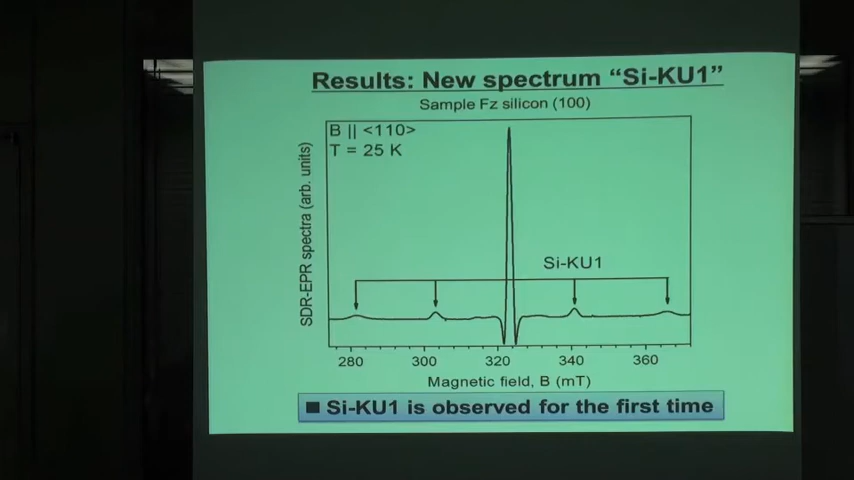 Results: New spectrum “Si-KU1”
Sample Fz silicon (100)
B || <110>
T = 25 K
SDR-EPR spectra (arb. units)
Si-KU1
280 300 320 340 360
Magnetic field, B (mT)
■ Si-KU1 is observed for the first time